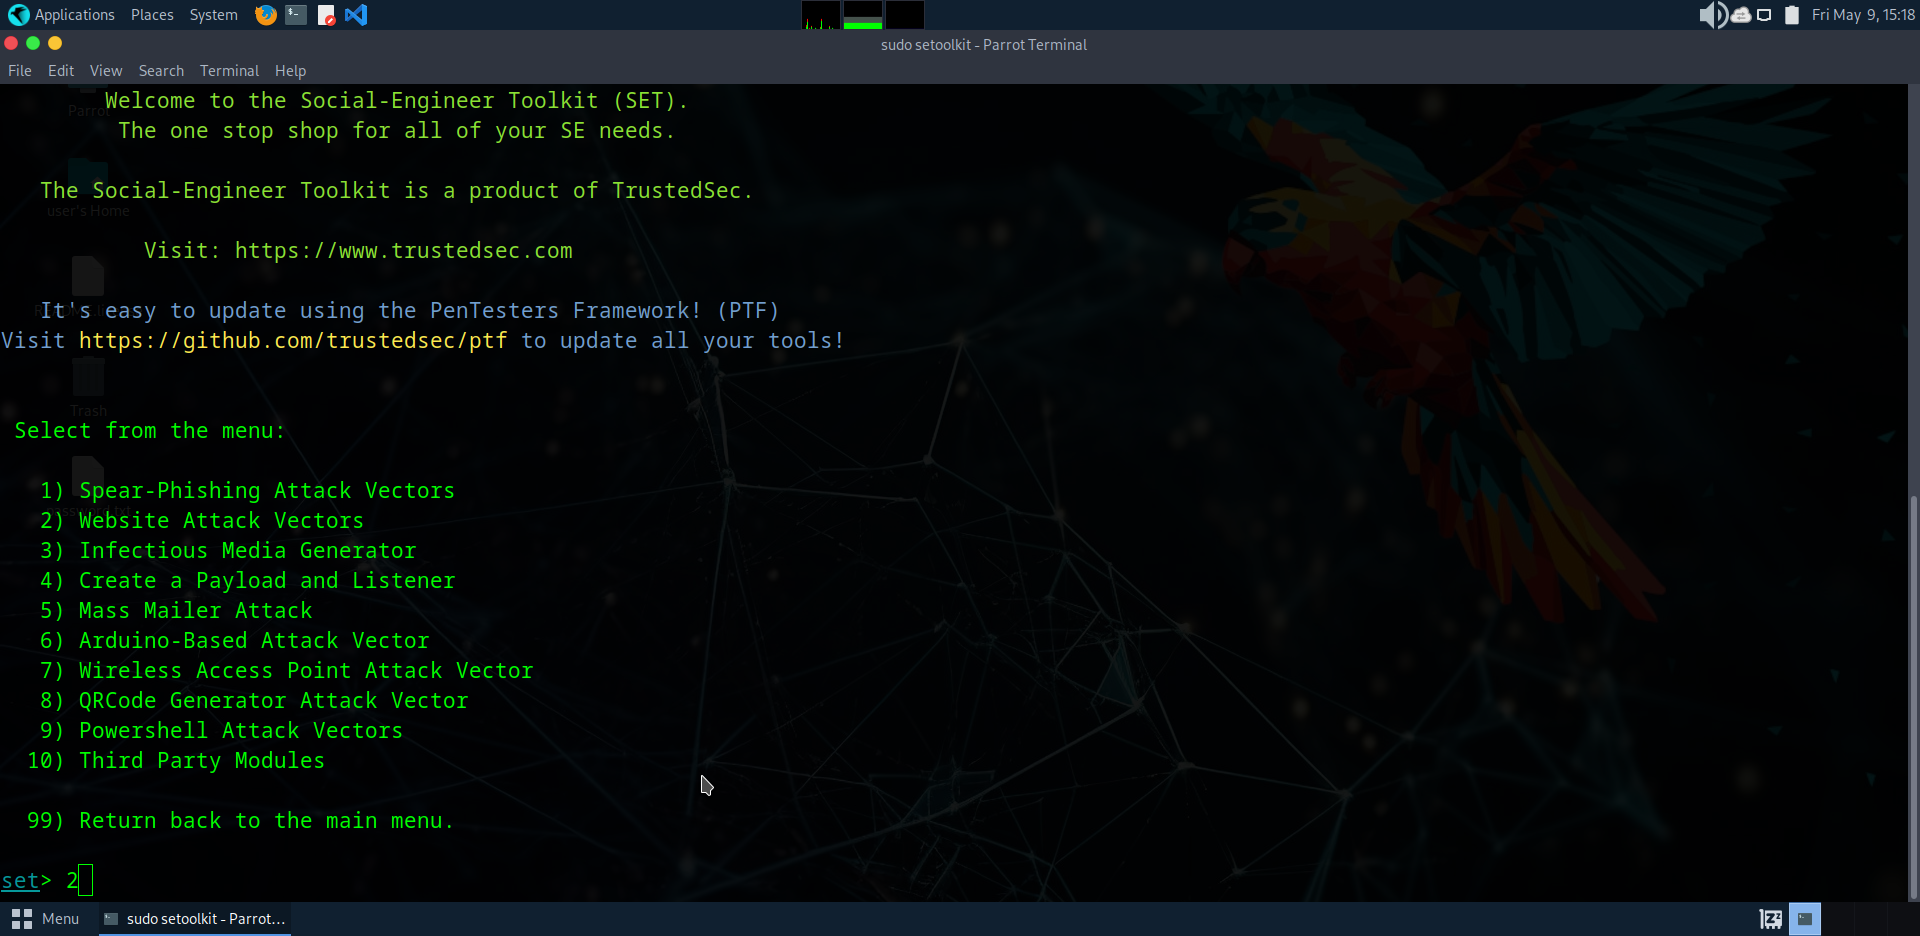 Applications Places System
Fri May 9, 15:18
sudo setoolkit - Parrot Terminal
File Edit View Search Terminal Help
Welcome to the Social-Engineer Toolkit (SET).
The one stop shop for all of your SE needs.
The Social-Engineer Toolkit is a product of TrustedSec.
Visit: https://www.trustedsec.com
It's easy to update using the PenTesters Framework! (PTF)
Visit https://github.com/trustedsec/ptf to update all your tools!
Select from the menu:
1) Spear-Phishing Attack Vectors
2) Website Attack Vectors
3) Infectious Media Generator
4) Create a Payload and Listener
5) Mass Mailer Attack
6) Arduino-Based Attack Vector
7) Wireless Access Point Attack Vector
8) QRCode Generator Attack Vector
9) Powershell Attack Vectors
10) Third Party Modules
99) Return back to the main menu.
set> 2
Parrot
user's Home
Trash
Menu
sudo setoolkit - Parrot...